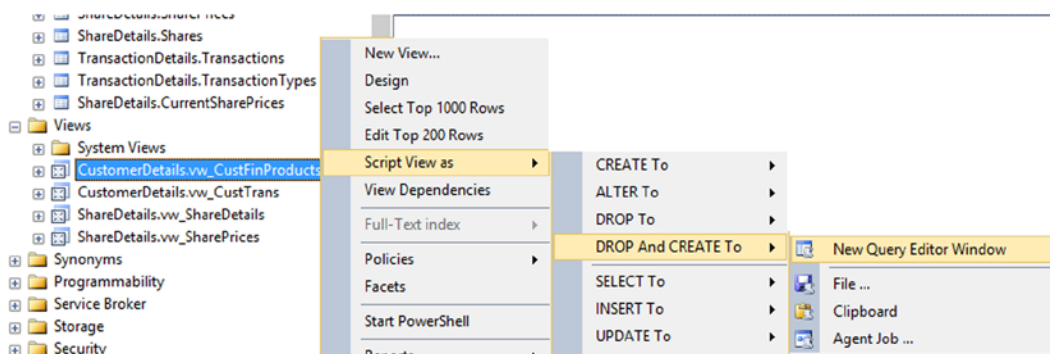 ShareDetails.SharePrices
ShareDetails.Shares
TransactionDetails.Transactions
TransactionDetails.TransactionTypes
ShareDetails.CurrentSharePrices
Views
System Views
CustomerDetails.vw_CustFinProducts
CustomerDetails.vw_CustTrans
ShareDetails.vw_ShareDetails
ShareDetails.vw_SharePrices
Synonyms
Programmability
Service Broker
Storage
Security
New View...
Design
Select Top 1000 Rows
Edit Top 200 Rows
Script View as
View Dependencies
Full-Text index
Policies
Facets
Start PowerShell
Reports
CREATE To
ALTER To
DROP To
DROP And CREATE To
SELECT To
INSERT To
UPDATE To
New Query Editor Window
File ...
Clipboard
Agent Job ...